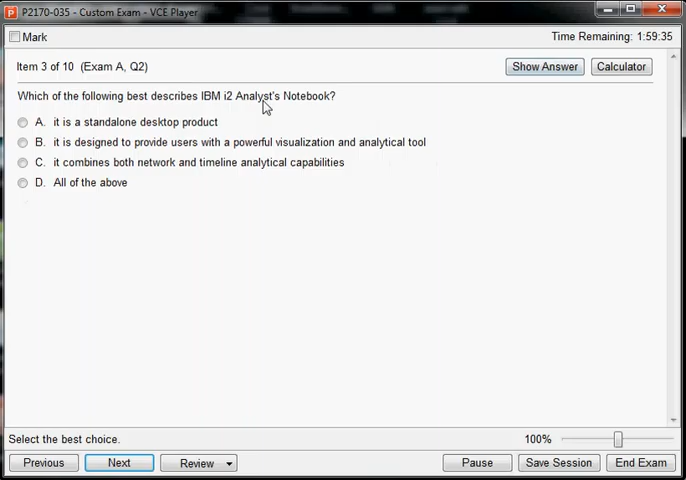 P2170-035 - Custom Exam - VCE Player
Mark
Time Remaining: 1:59:35
Item 3 of 10 (Exam A, Q2)
Show Answer
Calculator
Which of the following best describes IBM i2 Analyst's Notebook?
A. it is a standalone desktop product
B. it is designed to provide users with a powerful visualization and analytical tool
C. it combines both network and timeline analytical capabilities
D. All of the above
Select the best choice.
100%
Previous
Next
Review
Pause
Save Session
End Exam